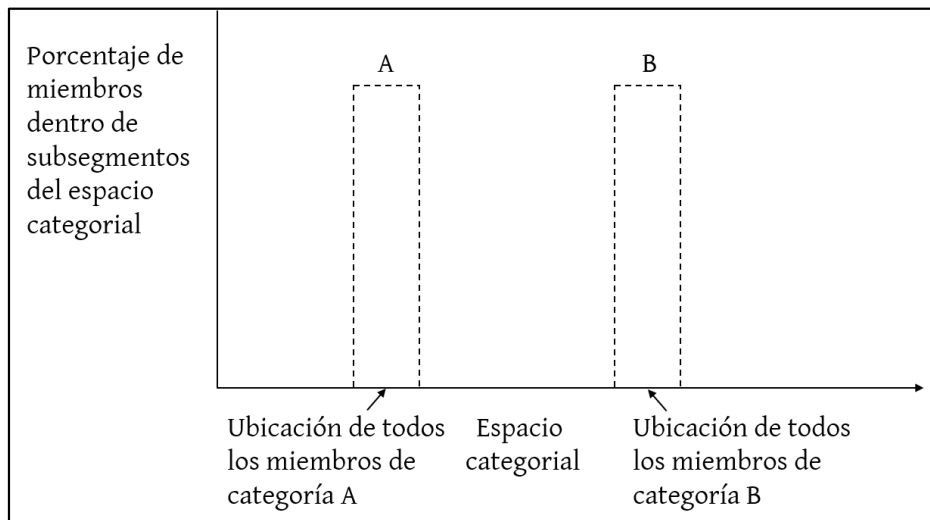 Porcentaje de
miembros
dentro de
subsegmentos
del espacio
categorial
A
B
Ubicación de todos
los miembros de
categoría A
Espacio
categorial
Ubicación de todos
los miembros de
categoría B